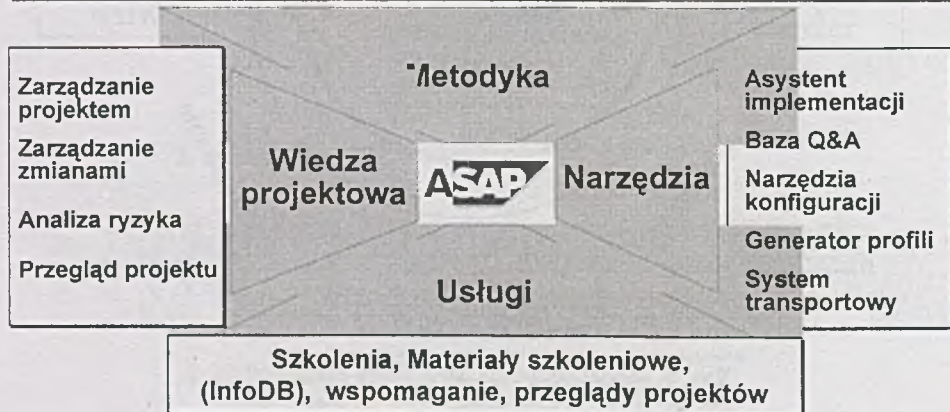 Metodyka
Zarządzanie
projektem
Zarządzanie
zmianami
Analiza ryzyka
Przegląd projektu
Wiedza
projektowa
ASAP
Narzędzia
Usługi
Asystent
implementacji
Baza Q&A
Narzędzia
konfiguracji
Generator profili
System
transportowy
Szkolenia, Materiały szkoleniowe,
(InfoDB), wspomaganie, przeglądy projektów